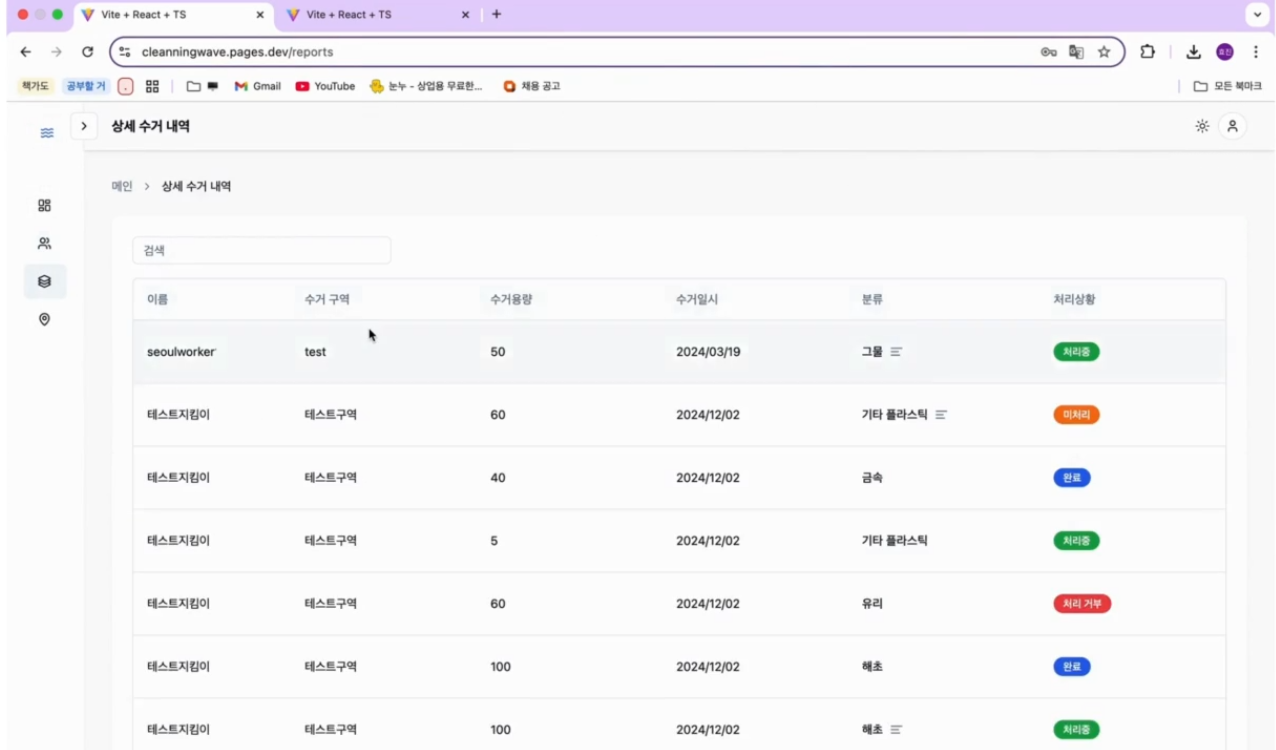 Vite + React + TS
Vite + React + TS
cleanningwave.pages.dev/reports
효진
책가도 공부할 거 Gmail YouTube 눈누 - 상업용 무료한... 채용 공고 모든 북마크
상세 수거 내역
메인 > 상세 수거 내역
검색
이름 수거 구역 수거용량 수거일시 분류 처리상황
seoulworker test 50 2024/03/19 그물 처리중
테스트지킴이 테스트구역 60 2024/12/02 기타 플라스틱 미처리
테스트지킴이 테스트구역 40 2024/12/02 금속 완료
테스트지킴이 테스트구역 5 2024/12/02 기타 플라스틱 처리중
테스트지킴이 테스트구역 60 2024/12/02 유리 처리 거부
테스트지킴이 테스트구역 100 2024/12/02 해초 완료
테스트지킴이 테스트구역 100 2024/12/02 해초 처리중